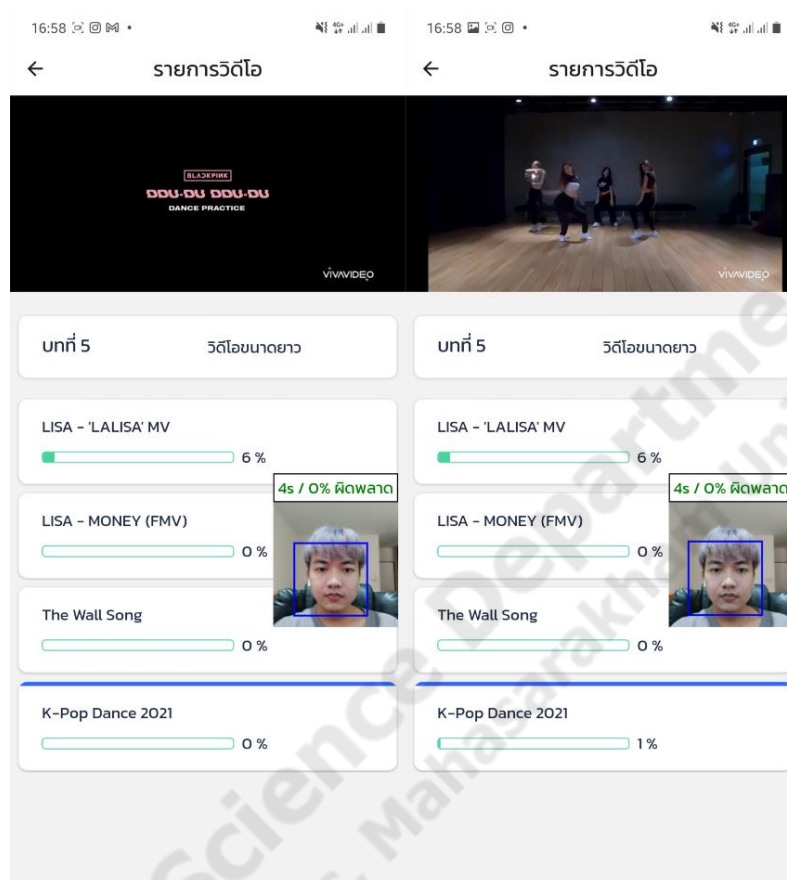 16:58
4G+
รายการวิดีโอ
BLACKPINK
DDU-DU DDU-DU
DANCE PRACTICE
VIVAVIDEO
บทที่ 5 วิดีโอขนาดยาว
LISA - 'LALISA' MV
6 %
4s / 0% ผิดพลาด
LISA - MONEY (FMV)
0 %
The Wall Song
0 %
K-Pop Dance 2021
0 %
16:58
4G+
รายการวิดีโอ
VIVAVIDEO
บทที่ 5 วิดีโอขนาดยาว
LISA - 'LALISA' MV
6 %
4s / 0% ผิดพลาด
LISA - MONEY (FMV)
0 %
The Wall Song
0 %
K-Pop Dance 2021
1 %